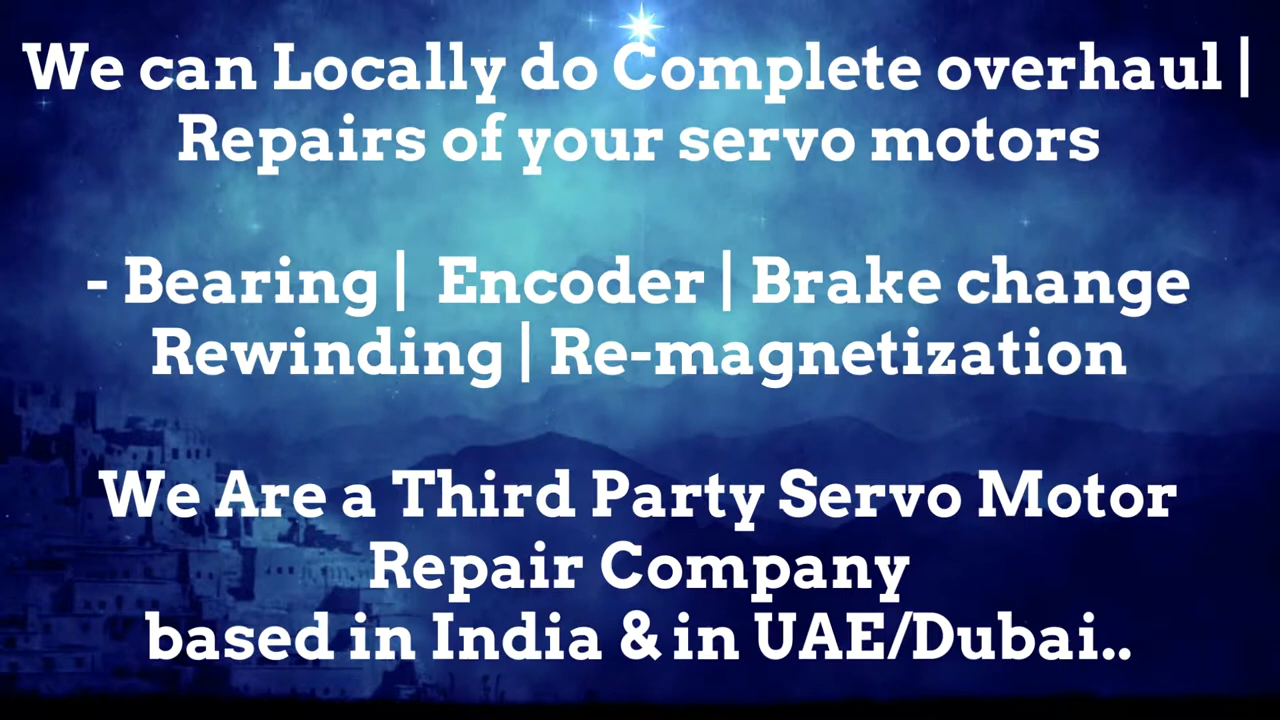 We can Locally do Complete overhaul |
Repairs of your servo motors
- Bearing | Encoder | Brake change
Rewinding | Re-magnetization
We Are a Third Party Servo Motor
Repair Company
based in India & in UAE/Dubai..